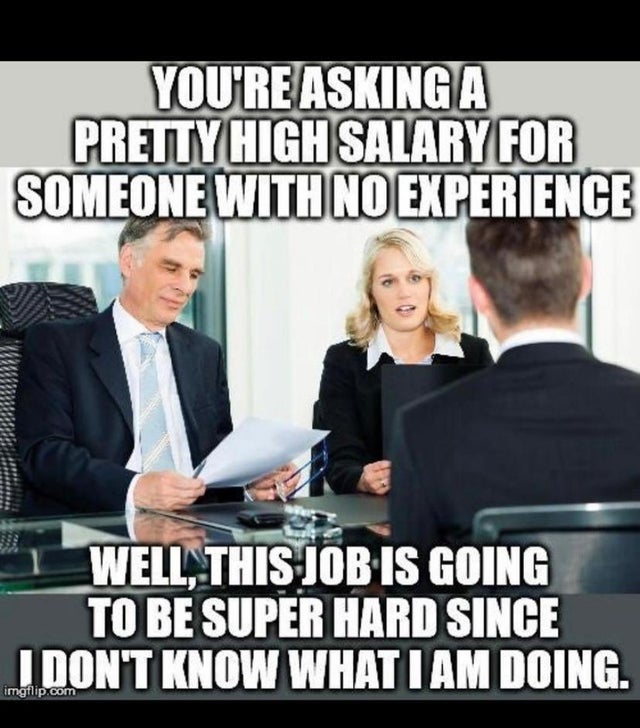 YOU'RE ASKING A
PRETTY HIGH SALARY FOR
SOMEONE WITH NO EXPERIENCE
WELL, THIS JOB IS GOING
TO BE SUPER HARD SINCE
I DON'T KNOW WHAT I AM DOING.
imgflip.com